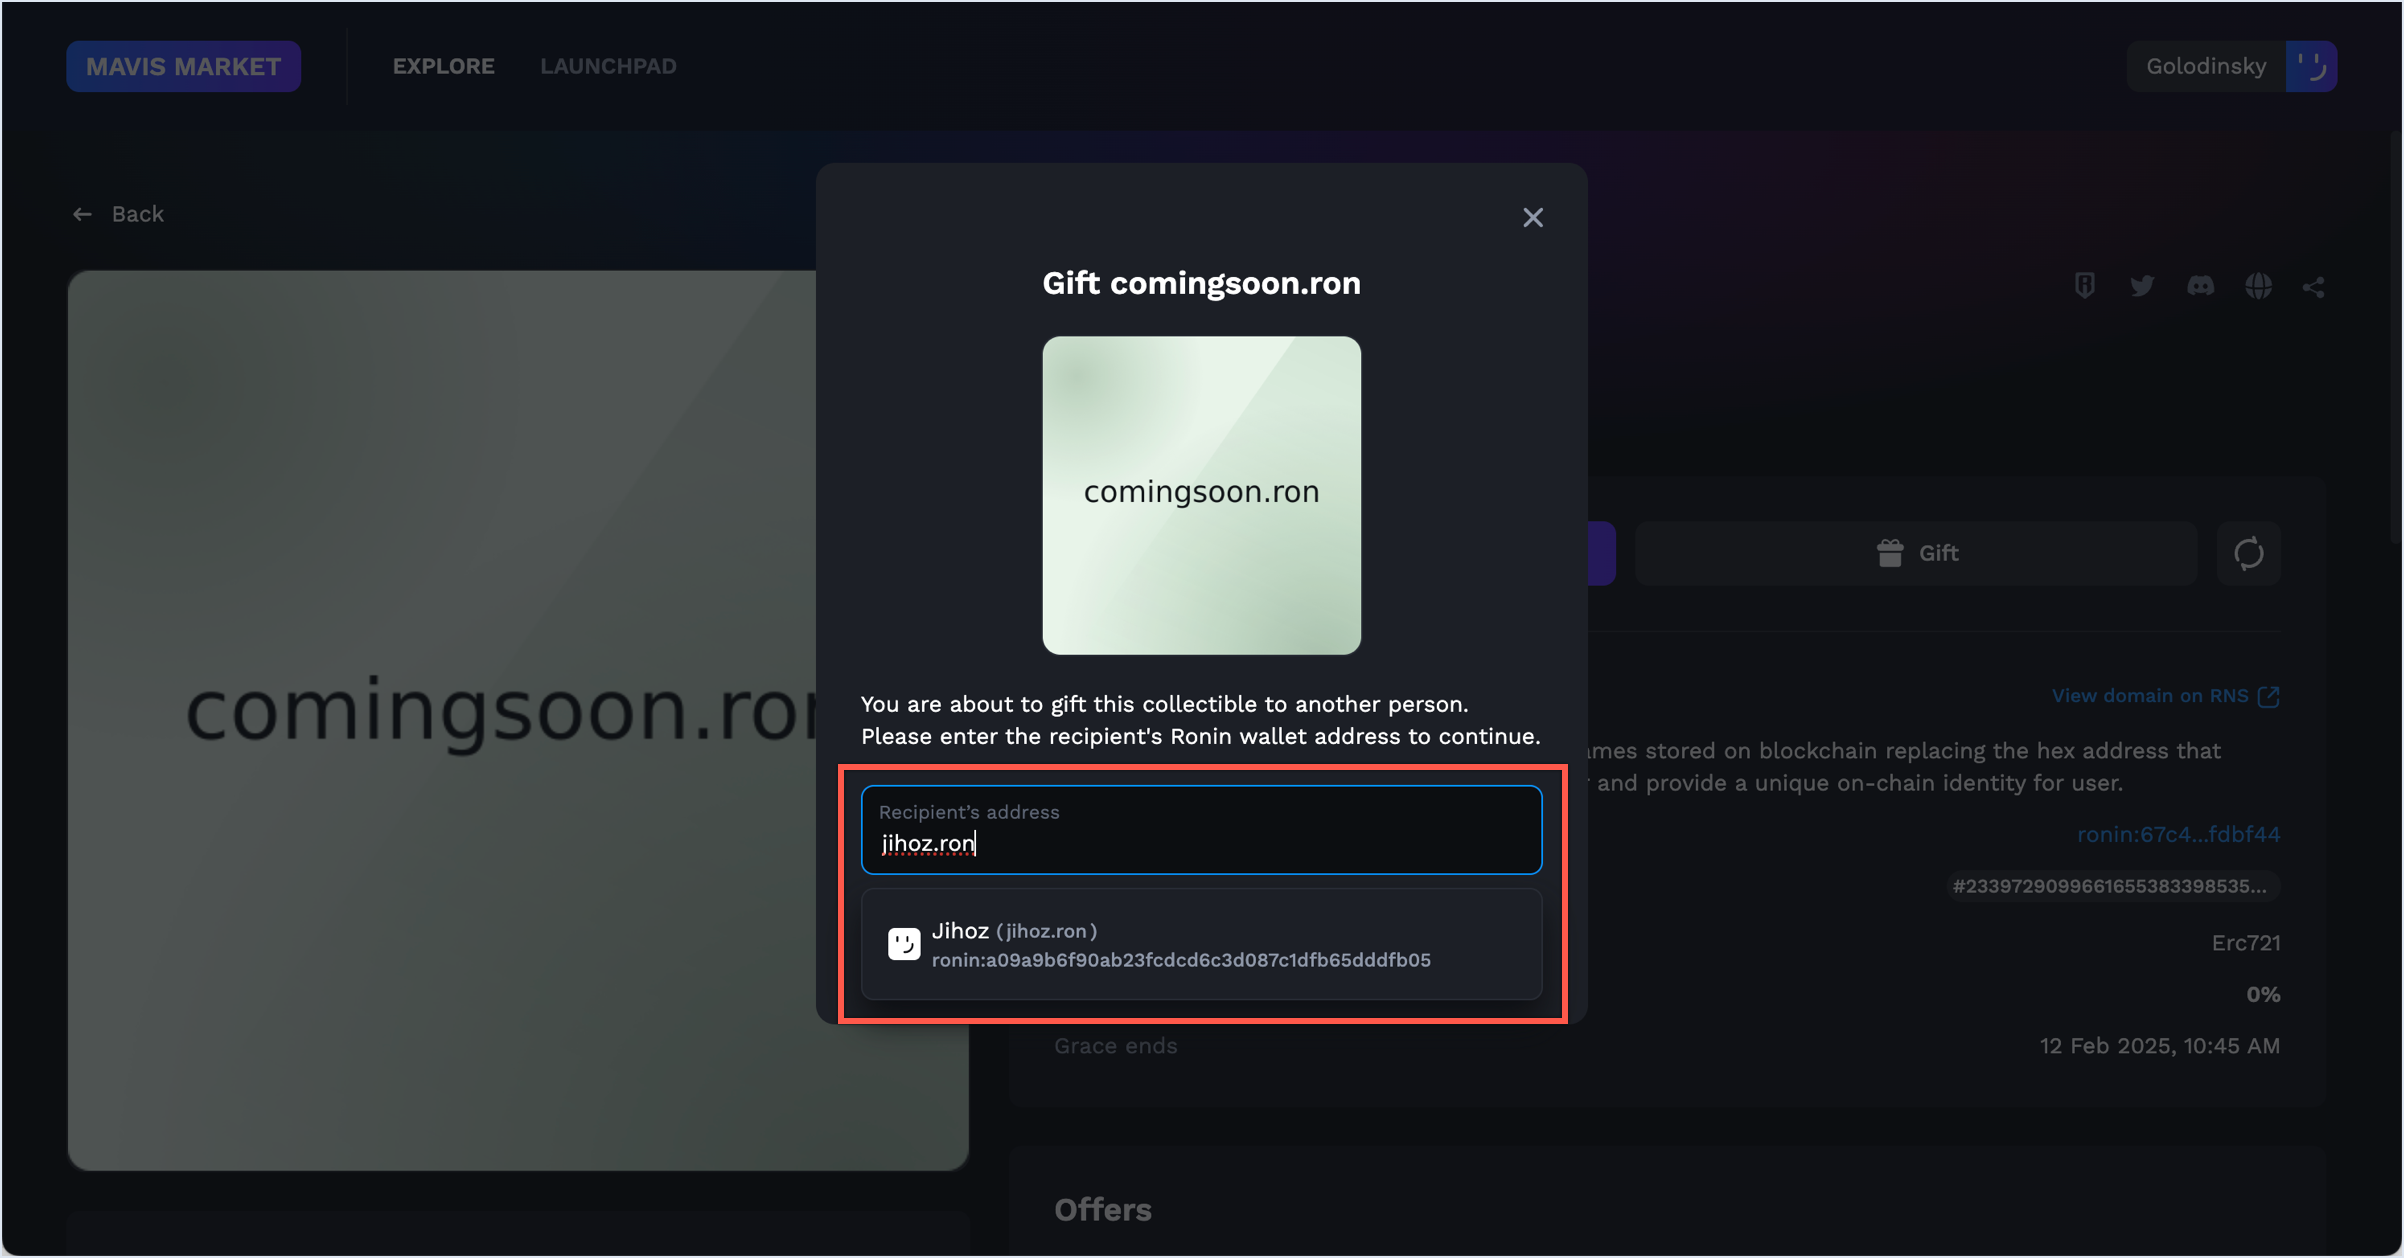 MAVIS MARKET
EXPLORE
LAUNCHPAD
Golodinsky
Back
comingsoon.ron
Gift comingsoon.ron
comingsoon.ron
You are about to gift this collectible to another person.
Please enter the recipient's Ronin wallet address to continue.
Recipient’s address
jihoz.ron
Jihoz (jihoz.ron)
ronin:a09a9b6f90ab23fcdcd6c3d087c1dfb65dddfb05
Gift
View domain on RNS
stored on blockchain replacing the hex address that
and provide a unique on-chain identity for user.
ronin:67c4...fdbf44
#2339729099661655383398535...
Erc721
0%
Grace ends
12 Feb 2025, 10:45 AM
Offers